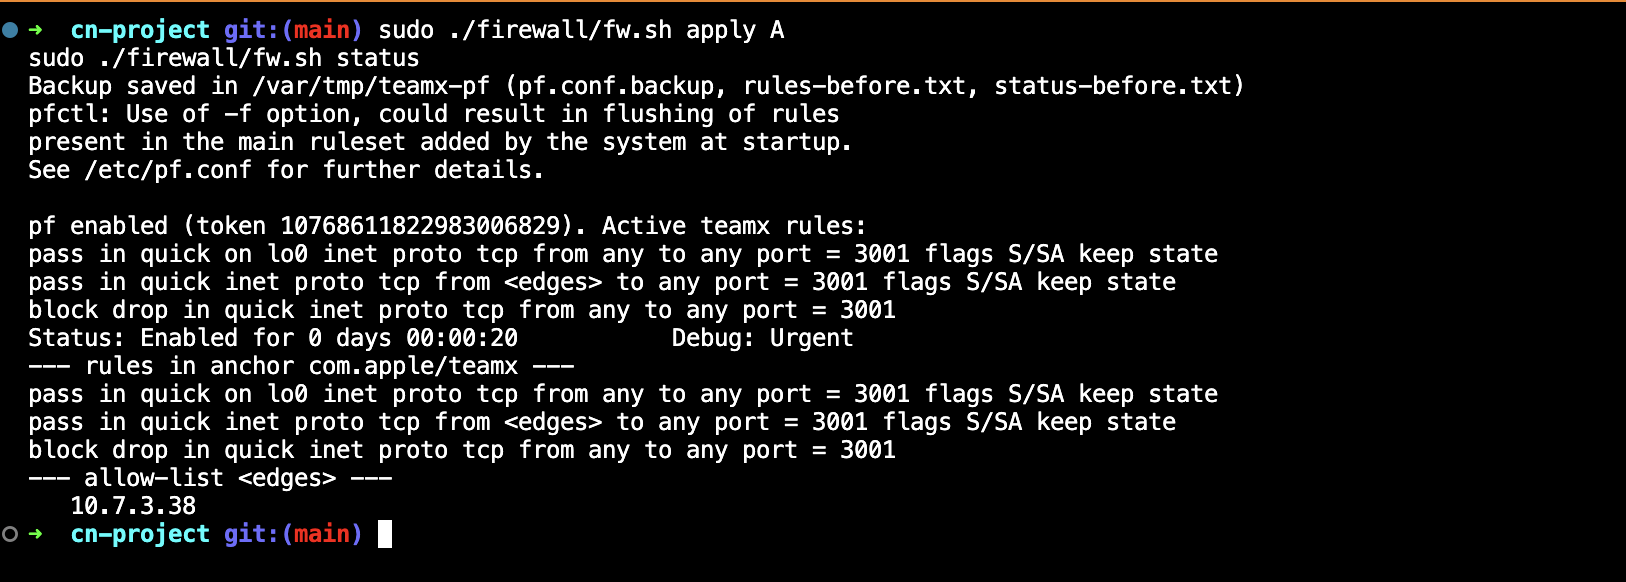 ➜  cn-project git:(main) sudo ./firewall/fw.sh apply A
sudo ./firewall/fw.sh status
Backup saved in /var/tmp/teamx-pf (pf.conf.backup, rules-before.txt, status-before.txt)
pfctl: Use of -f option, could result in flushing of rules
present in the main ruleset added by the system at startup.
See /etc/pf.conf for further details.

pf enabled (token 10768611822983006829). Active teamx rules:
pass in quick on lo0 inet proto tcp from any to any port = 3001 flags S/SA keep state
pass in quick inet proto tcp from <edges> to any port = 3001 flags S/SA keep state
block drop in quick inet proto tcp from any to any port = 3001
Status: Enabled for 0 days 00:00:20           Debug: Urgent
--- rules in anchor com.apple/teamx ---
pass in quick on lo0 inet proto tcp from any to any port = 3001 flags S/SA keep state
pass in quick inet proto tcp from <edges> to any port = 3001 flags S/SA keep state
block drop in quick inet proto tcp from any to any port = 3001
--- allow-list <edges> ---
   10.7.3.38
➜  cn-project git:(main)